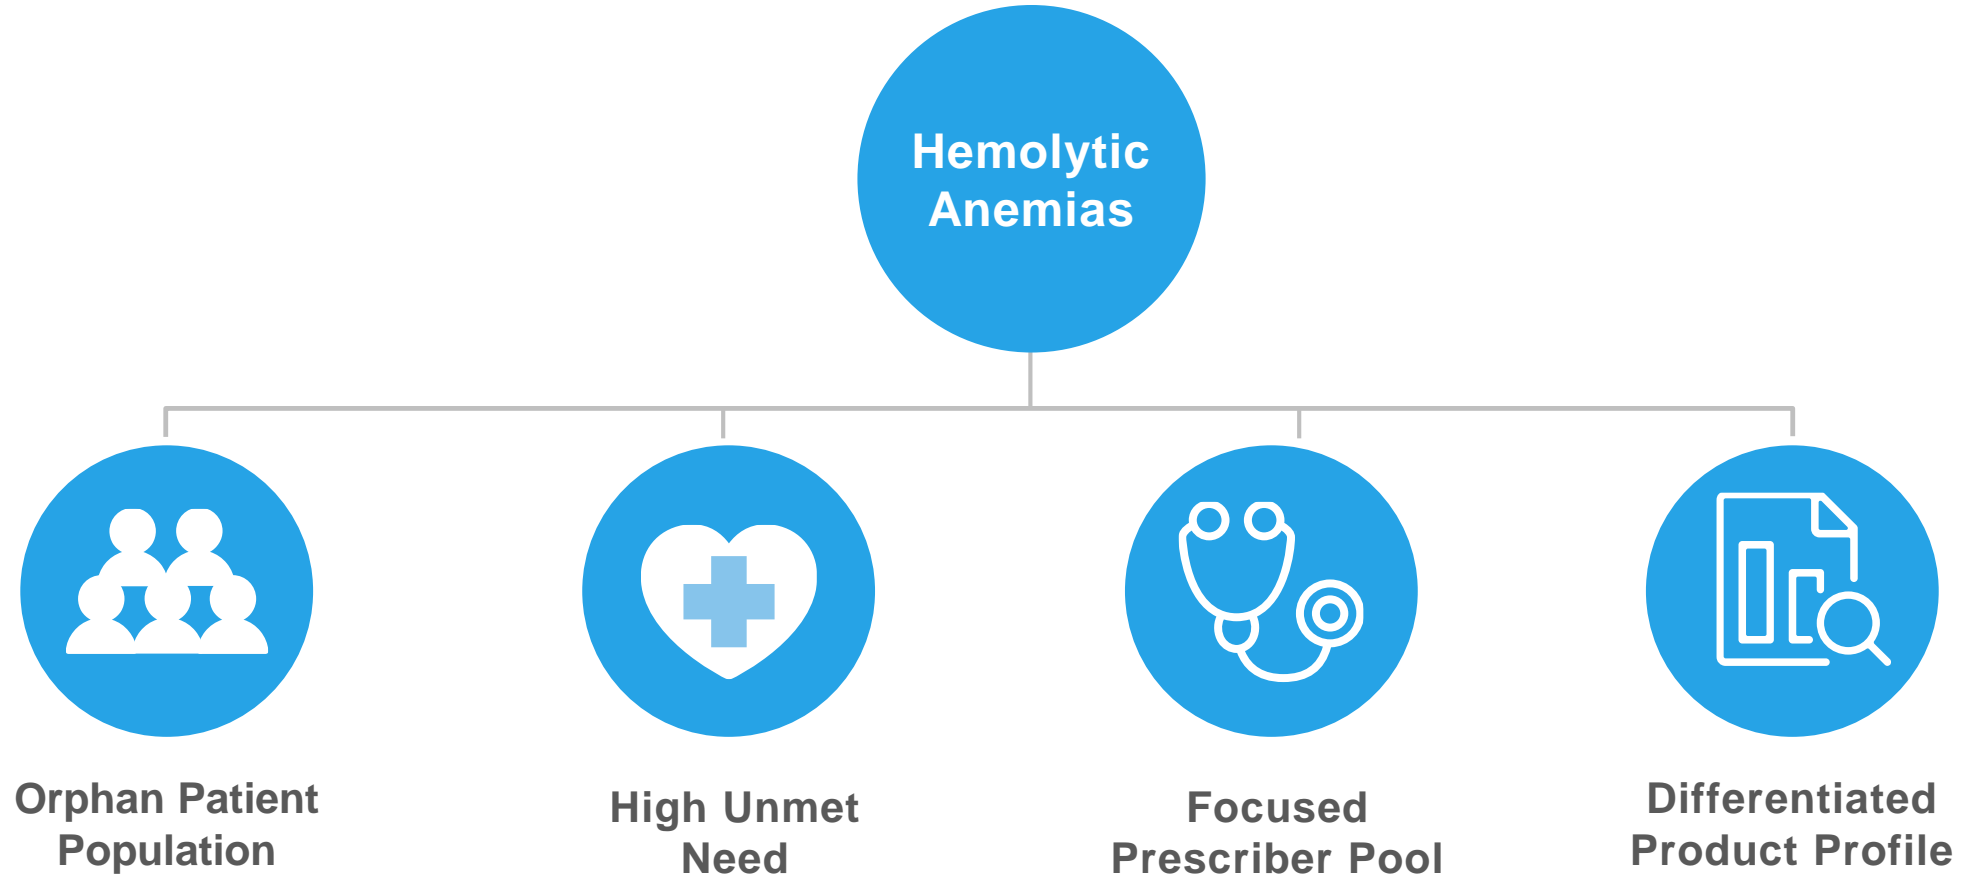 Hemolytic
Anemias
Orphan Patient
Population
High Unmet
Need
Focused
Prescriber Pool
Differentiated
Product Profile